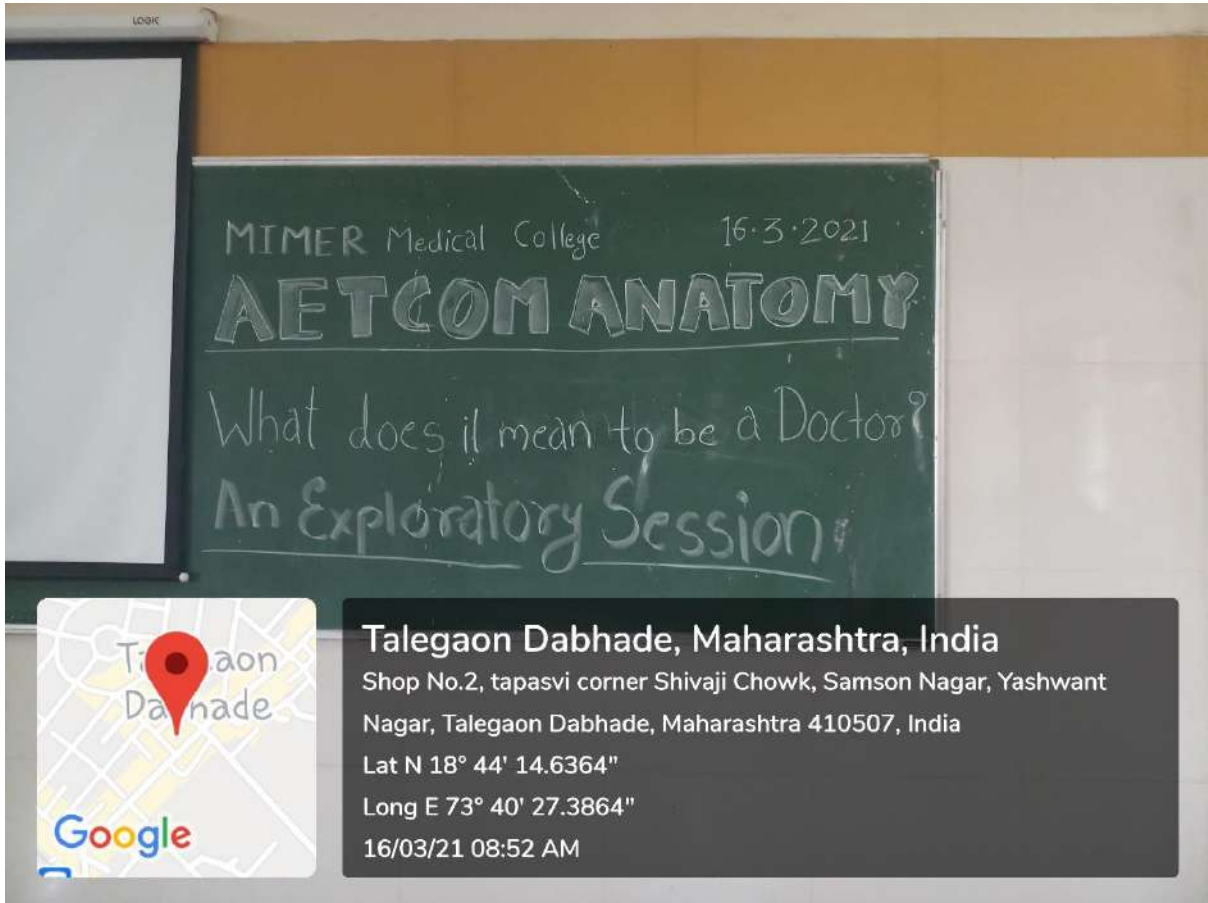 LOGIC
MIMER Medical College 16.3.2021
AETCOM ANATOMY
What does it mean to be a Doctor?
An Exploratory Session
Talegaon Dabhade, Maharashtra, India
Shop No.2, tapasvi corner Shivaji Chowk, Samson Nagar, Yashwant
Nagar, Talegaon Dabhade, Maharashtra 410507, India
Lat N 18° 44' 14.6364"
Long E 73° 40' 27.3864"
16/03/21 08:52 AM
Dabhade
Google